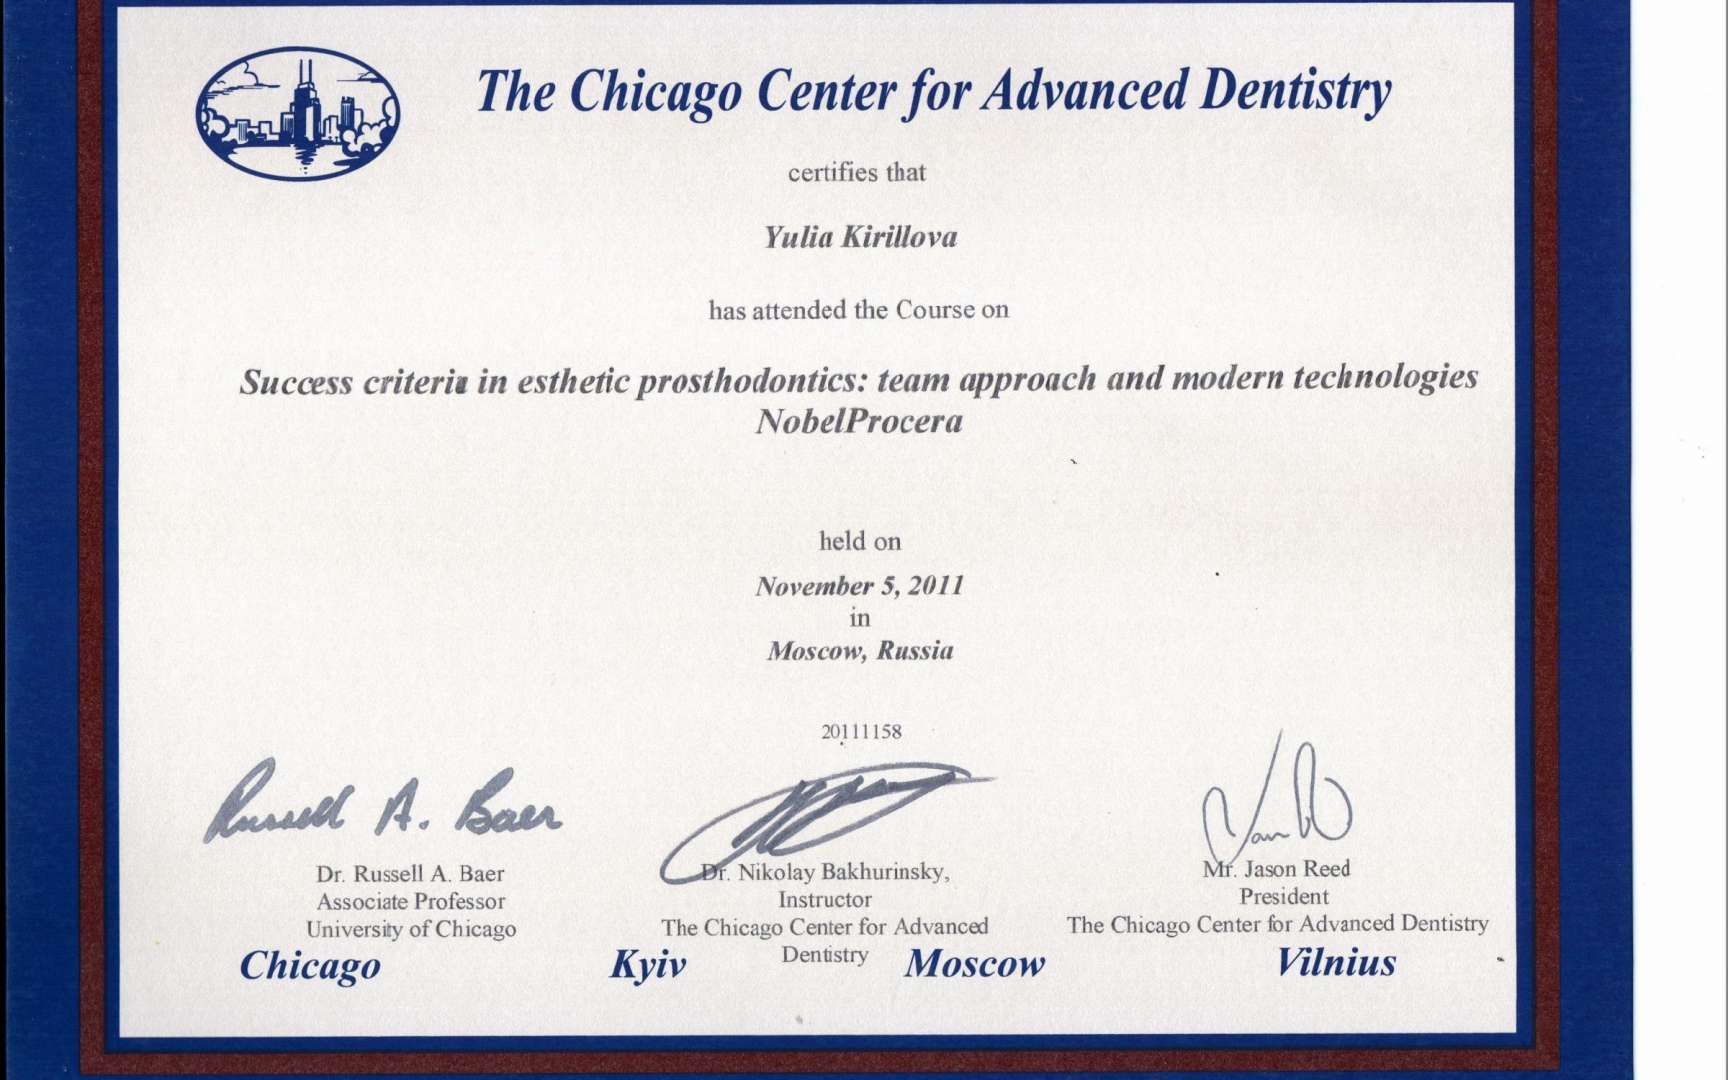 The Chicago Center for Advanced Dentistry
certifies that
Yulia Kirillova
has attended the Course on
Success criteria in esthetic prosthodontics: team approach and modern technologies
NobelProcera
held on
November 5, 2011
in
Moscow, Russia
20111158
Russell A. Baer
Dr. Russell A. Baer
Associate Professor
University of Chicago
Dr. Nikolay Bakhurinsky,
Instructor
The Chicago Center for Advanced
Dentistry
Mr. Jason Reed
President
The Chicago Center for Advanced Dentistry
Chicago Kyiv Moscow Vilnius